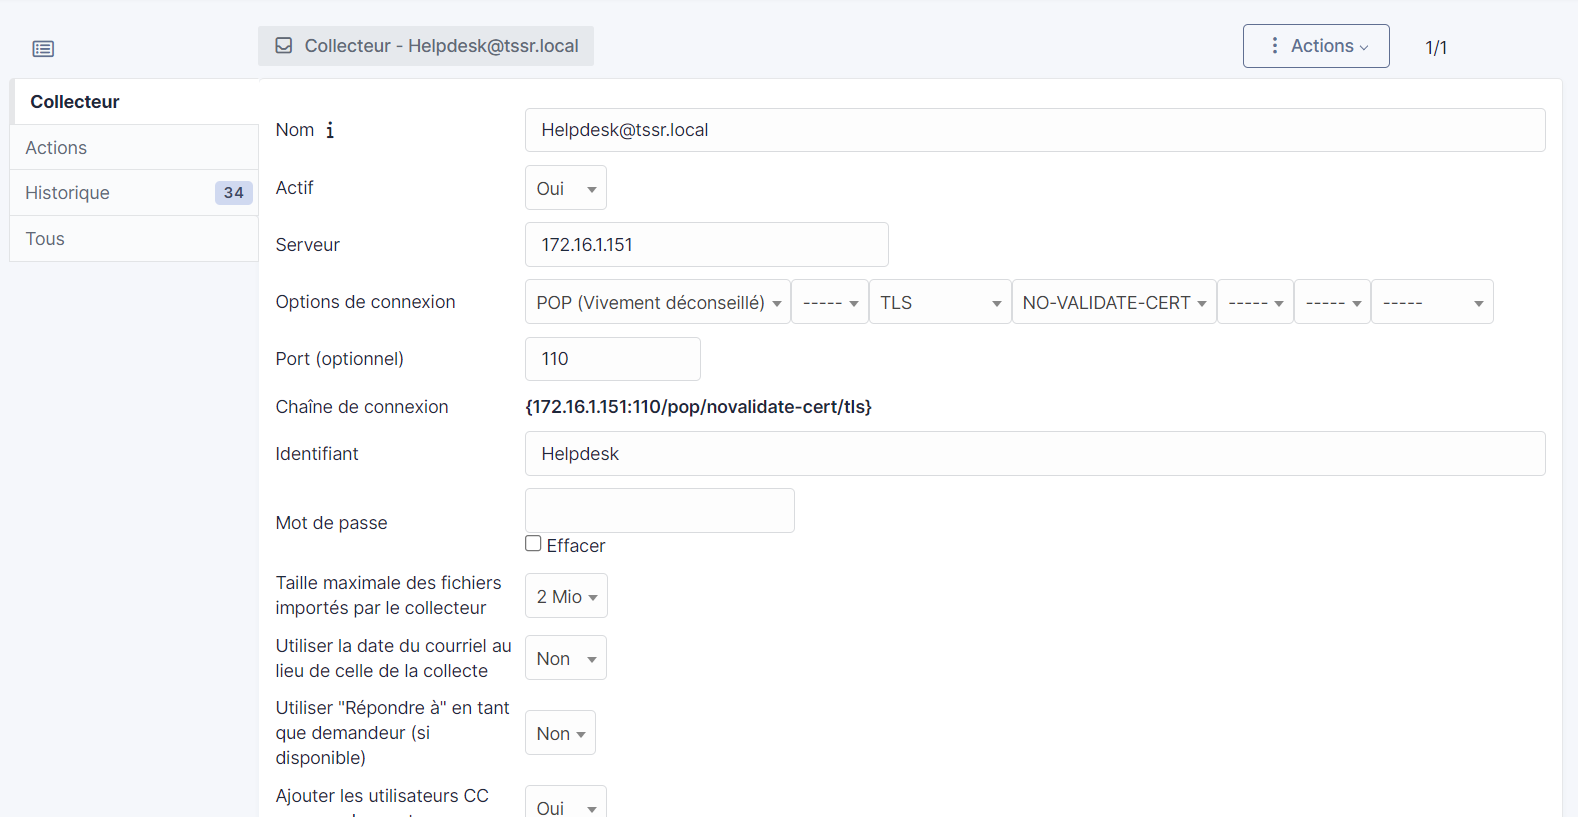 Collecteur - Helpdesk@tssr.local
Actions
1/1
Collecteur
Actions
Historique 34
Tous
Nom i Helpdesk@tssr.local
Actif Oui
Serveur 172.16.1.151
Options de connexion POP (Vivement déconseillé) ----- TLS NO-VALIDATE-CERT ----- ----- -----
Port (optionnel) 110
Chaîne de connexion {172.16.1.151:110/pop/novalidate-cert/tls}
Identifiant Helpdesk
Mot de passe
Effacer
Taille maximale des fichiers
importés par le collecteur 2 Mio
Utiliser la date du courriel au
lieu de celle de la collecte Non
Utiliser "Répondre à" en tant
que demandeur (si
disponible) Non
Ajouter les utilisateurs CC
Oui